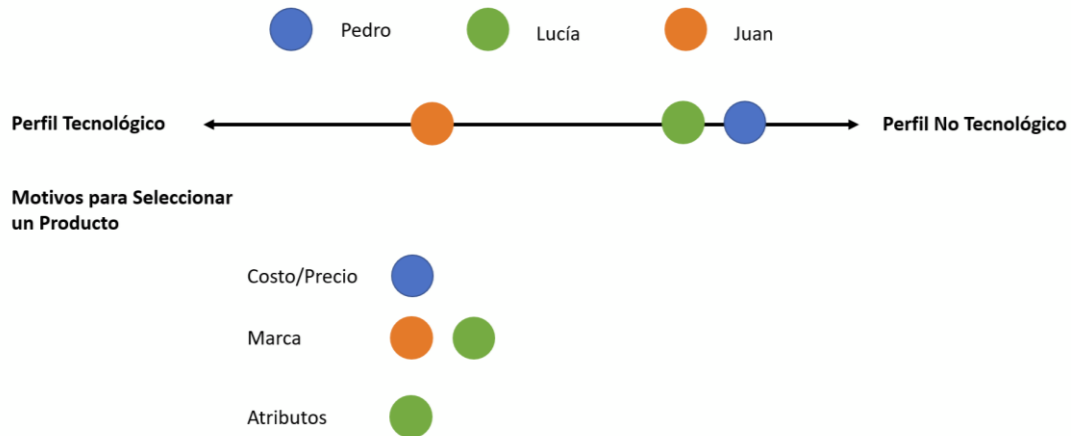 Pedro Lucía Juan
Perfil Tecnológico Perfil No Tecnológico
Motivos para Seleccionar
un Producto
Costo/Precio
Marca
Atributos